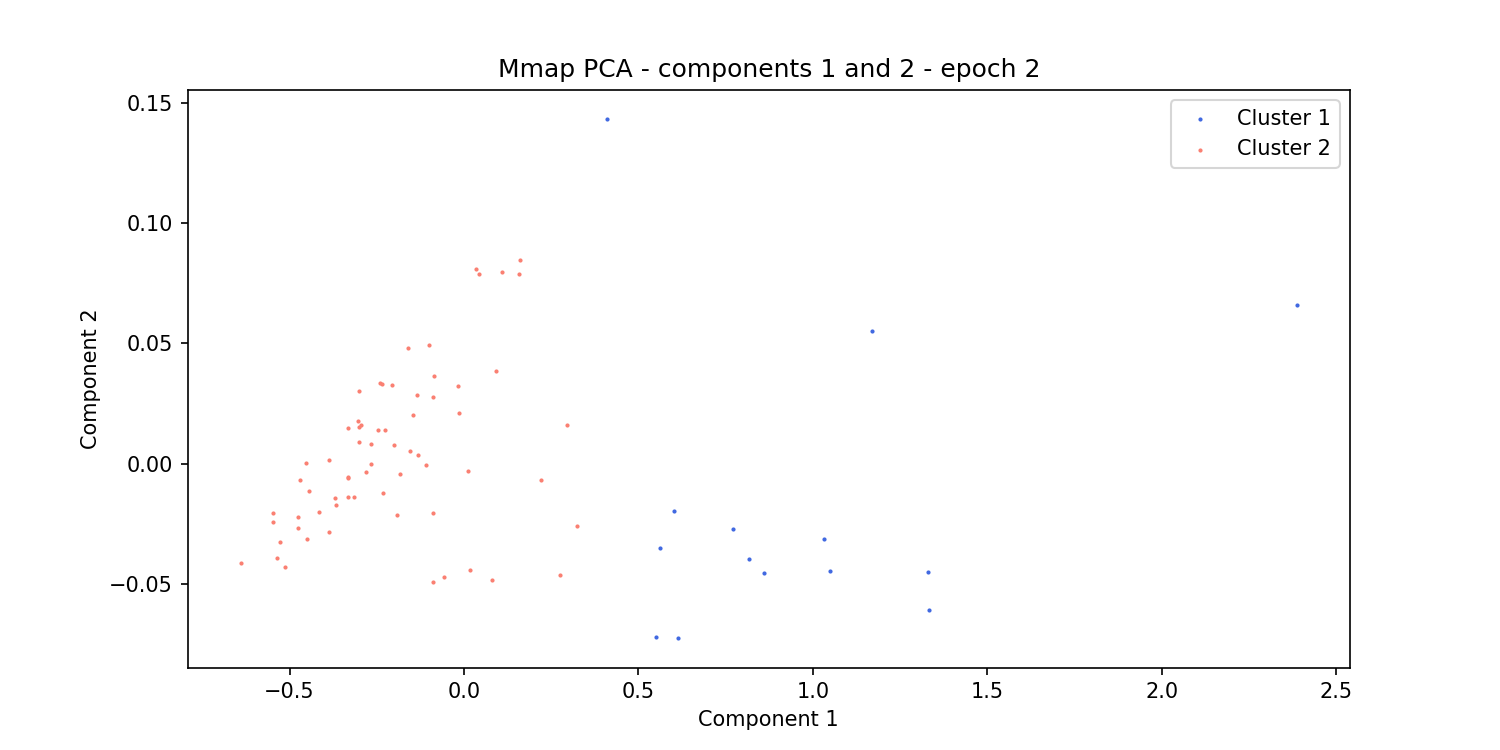 Mmap PCA - components 1 and 2 - epoch 2
Cluster 1
Cluster 2
0.15
0.10
0.05
0.00
−0.05
Component 2
−0.5
0.0
0.5
1.0
1.5
2.0
2.5
Component 1